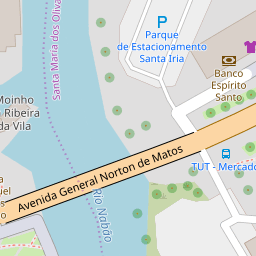 Santa Maria dos Oliva
P
Parque
de Estacionamento
Santa Iria
Banco
Espírito
Santo
Moinho
Ribeira
da Vila
Avenida General Norton de Matos
TUT - Mercado
Rio Nabão